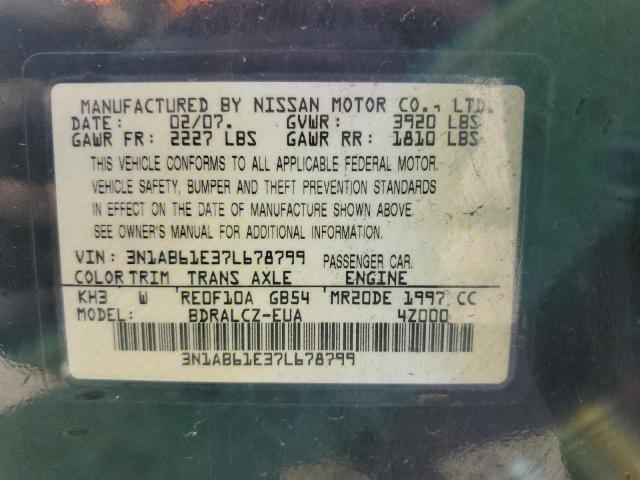 MANUFACTURED BY NISSAN MOTOR CO., LTD.
DATE: 02/07. GVWR: 3920 LBS
GAWR FR: 2227 LBS GAWR RR: 1810 LBS
THIS VEHICLE CONFORMS TO ALL APPLICABLE FEDERAL MOTOR.
VEHICLE SAFETY, BUMPER AND THEFT PREVENTION STANDARDS
IN EFFECT ON THE DATE OF MANUFACTURE SHOWN ABOVE.
SEE OWNER'S MANUAL FOR ADDITIONAL INFORMATION.
VIN: 3N1AB61E37L678799 PASSENGER CAR.
COLOR TRIM TRANS AXLE ENGINE
KH3 W RE0F10A GB54 MR20DE 1997 CC
MODEL: BDRALCZ-EUA 4Z000
3N1AB61E37L678799